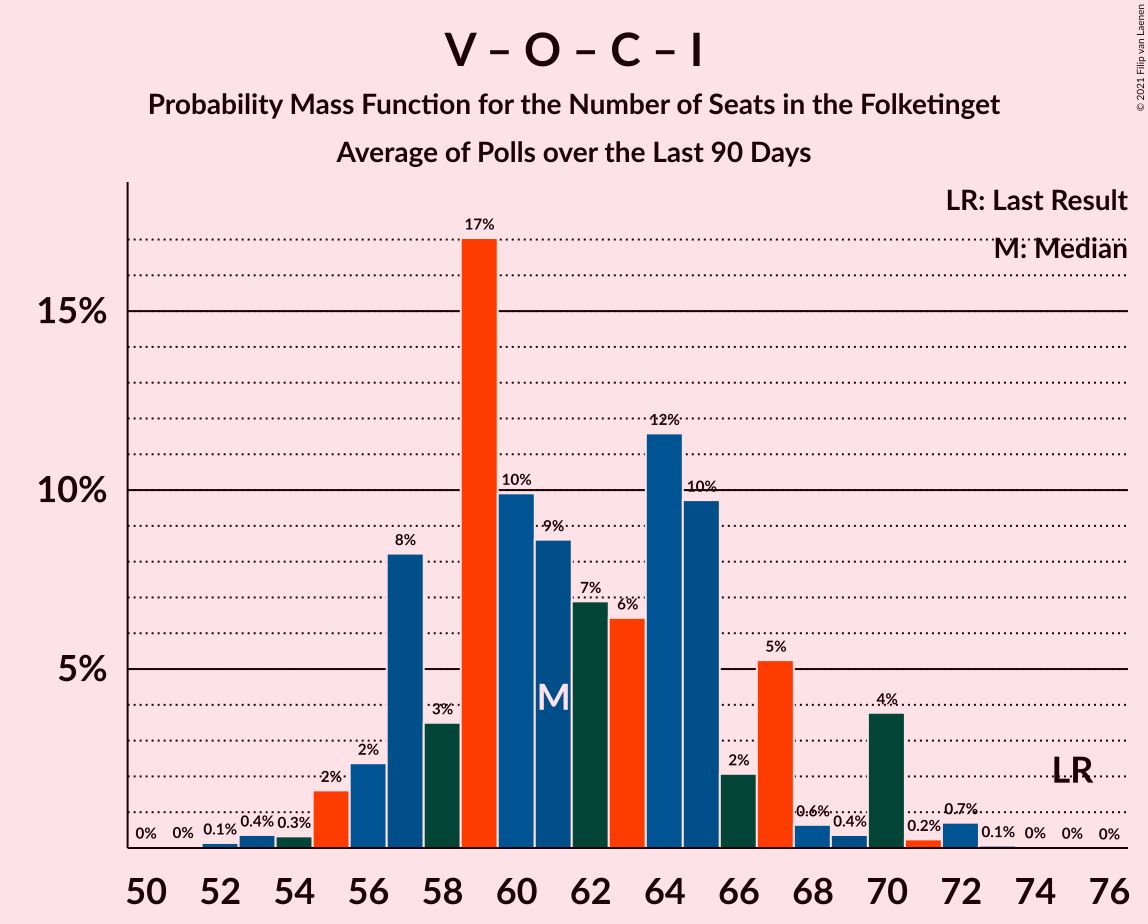 V – O – C – I
Probability Mass Function for the Number of Seats in the Folketinget
Average of Polls over the Last 90 Days
© 2021 Filip van Laenen
LR: Last Result
M: Median
15%
10%
5%
0% 0% 0.1% 0.4% 0.3% 2% 2% 8% 3% 17% 10% 9% 7% 6% 12% 10% 2% 5% 0.6% 0.4% 4% 0.2% 0.7% 0.1% 0% 0% 0%
M
LR
50 52 54 56 58 60 62 64 66 68 70 72 74 76